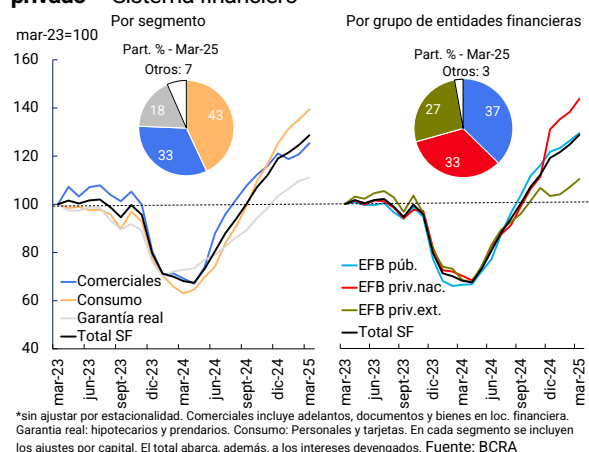 privado – Sistema financiero
Por segmento
mar-23=100
Part. % - Mar-25
Otros: 7
43
33
18
160
140
120
100
80
60
40
Comerciales
Consumo
Garantía real
Total SF
mar-23
jun-23
sept-23
dic-23
mar-24
jun-24
sept-24
dic-24
mar-25
Por grupo de entidades financieras
Part. % - Mar-25
Otros: 3
37
33
27
EFB púb.
EFB priv.nac.
EFB priv.ext.
Total SF
mar-23
jun-23
sept-23
dic-23
mar-24
jun-24
sept-24
dic-24
mar-25
*sin ajustar por estacionalidad. Comerciales incluye adelantos, documentos y bienes en loc. financiera.
Garantia real: hipotecarios y prendarios. Consumo: Personales y tarjetas. En cada segmento se incluyen
los ajustes por capital. El total abarca, además, a los intereses devengados. Fuente: BCRA